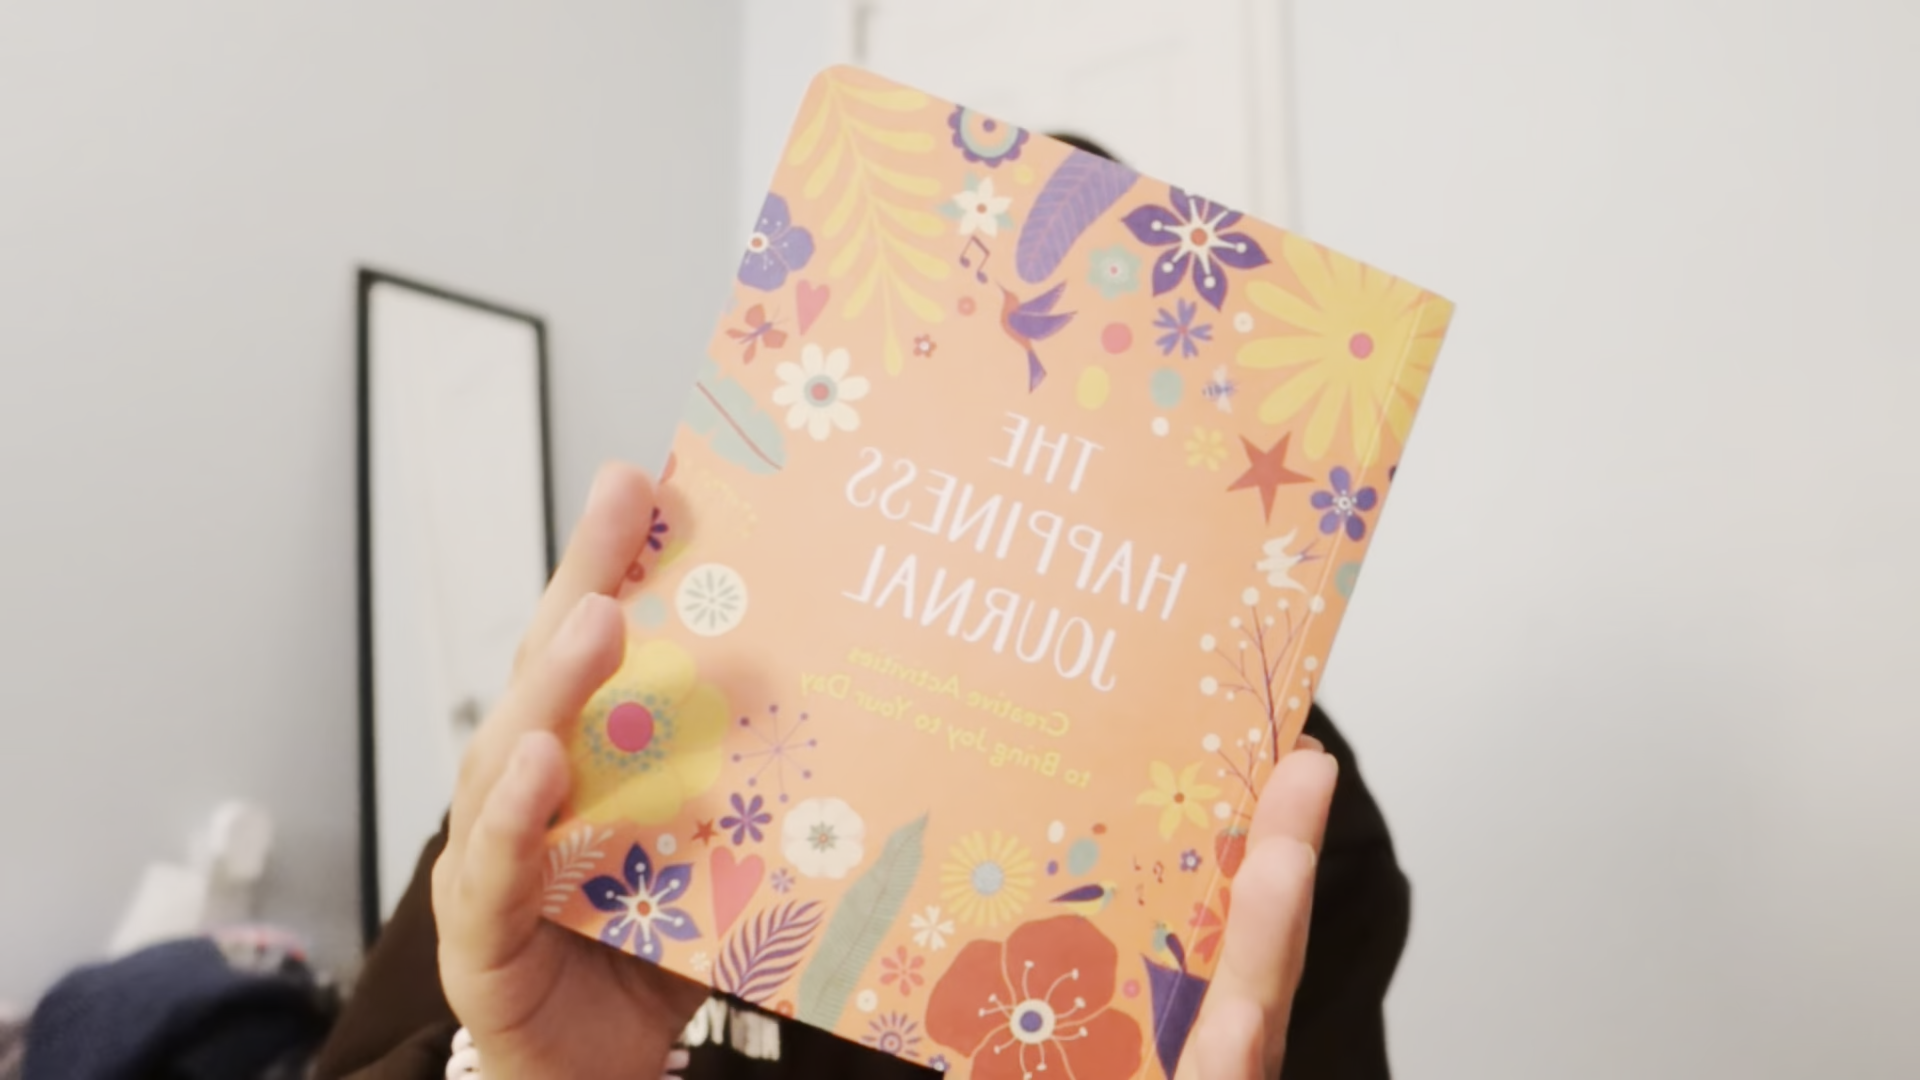 THE
HAPPINESS
JOURNAL
Creative Activities
to Bring Joy to Your Day